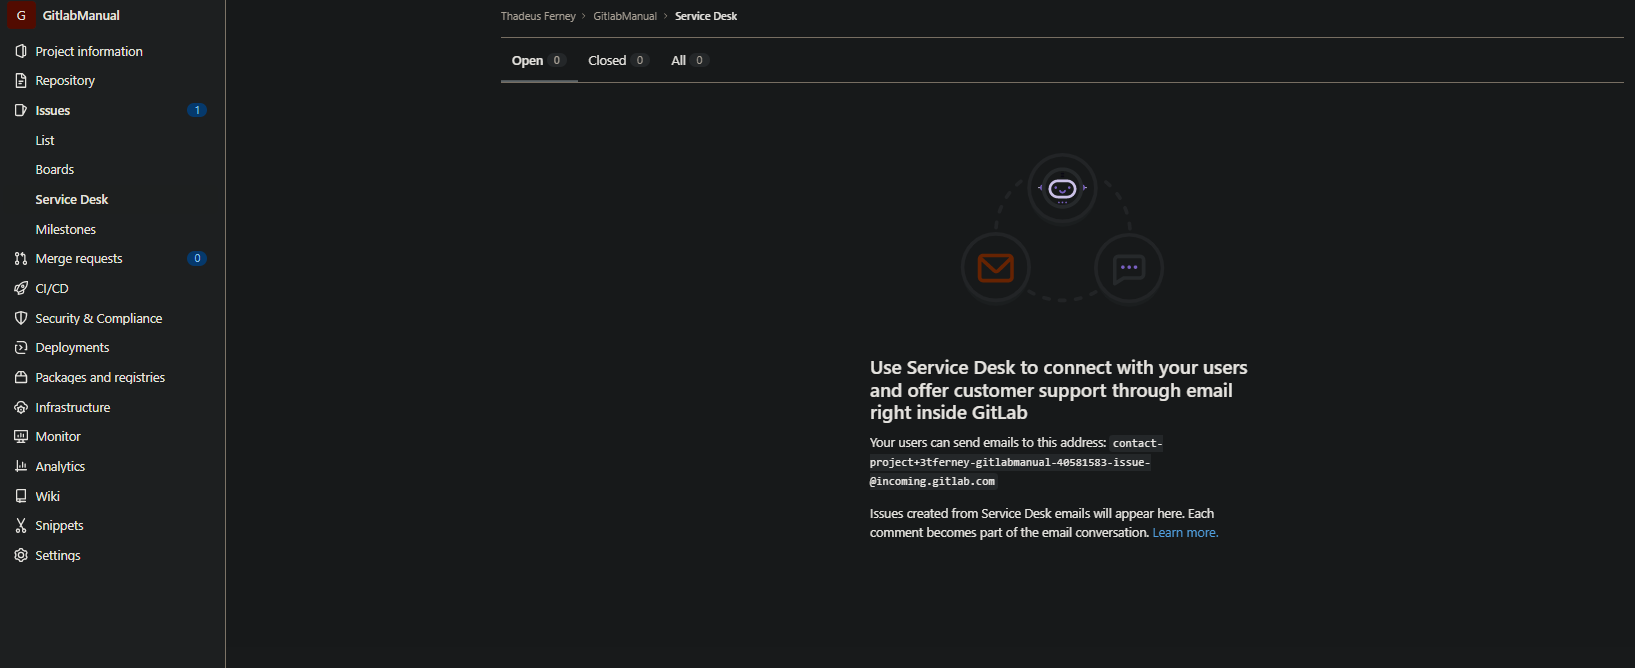 G GitlabManual
Project information
Repository
Issues 1
List
Boards
Service Desk
Milestones
Merge requests 0
CI/CD
Security & Compliance
Deployments
Packages and registries
Infrastructure
Monitor
Analytics
Wiki
Snippets
Settings
Thadeus Ferney › GitlabManual › Service Desk
Open 0 Closed 0 All 0
Use Service Desk to connect with your users
and offer customer support through email
right inside GitLab
Your users can send emails to this address: contact-
project+3tferney-gitlabmanual-40581583-issue-
@incoming.gitlab.com
Issues created from Service Desk emails will appear here. Each
comment becomes part of the email conversation. Learn more.